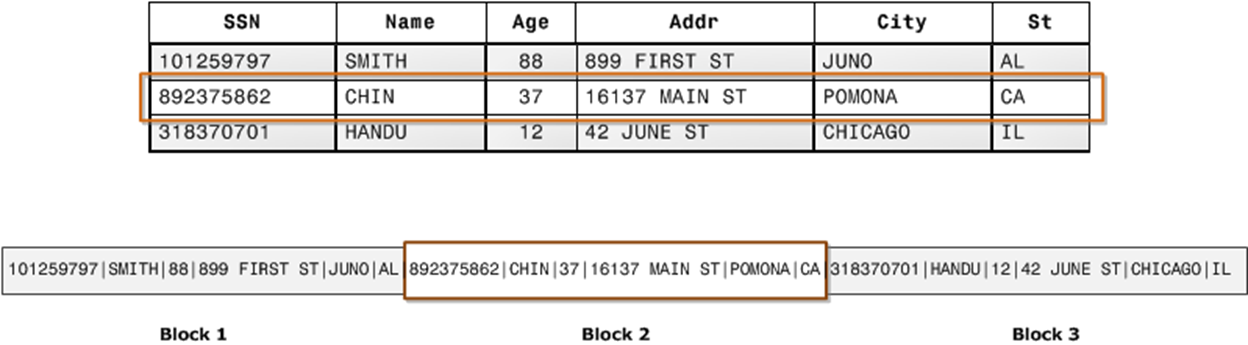 SSN Name Age Addr City St
101259797 SMITH 88 899 FIRST ST JUNO AL
892375862 CHIN 37 16137 MAIN ST POMONA CA
318370701 HANDU 12 42 JUNE ST CHICAGO IL
101259797|SMITH|88|899 FIRST ST|JUNO|AL 892375862|CHIN|37|16137 MAIN ST|POMONA|CA 318370701|HANDU|12|42 JUNE ST|CHICAGO|IL
Block 1 Block 2 Block 3